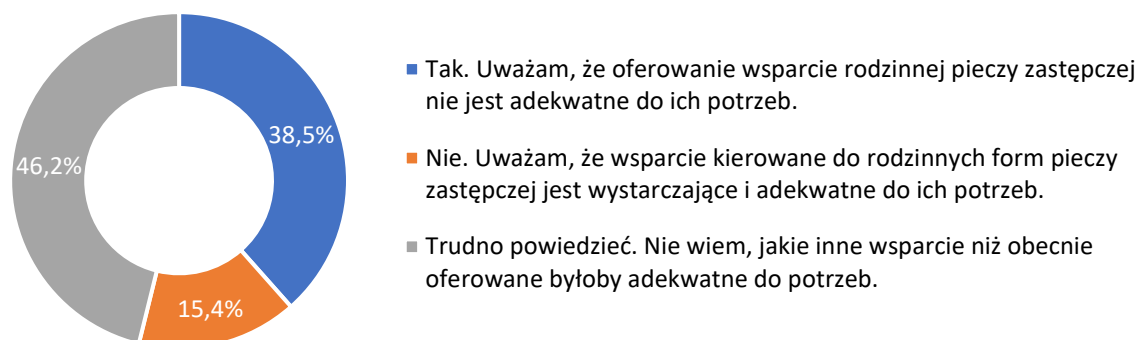 Tak. Uważam, że oferowanie wsparcie rodzinnej pieczy zastępczej
nie jest adekwatne do ich potrzeb.
38,5%
46,2%
Nie. Uważam, że wsparcie kierowane do rodzinnych form pieczy
zastępczej jest wystarczające i adekwatne do ich potrzeb.
Trudno powiedzieć. Nie wiem, jakie inne wsparcie niż obecnie
oferowane byłoby adekwatne do potrzeb.
15,4%